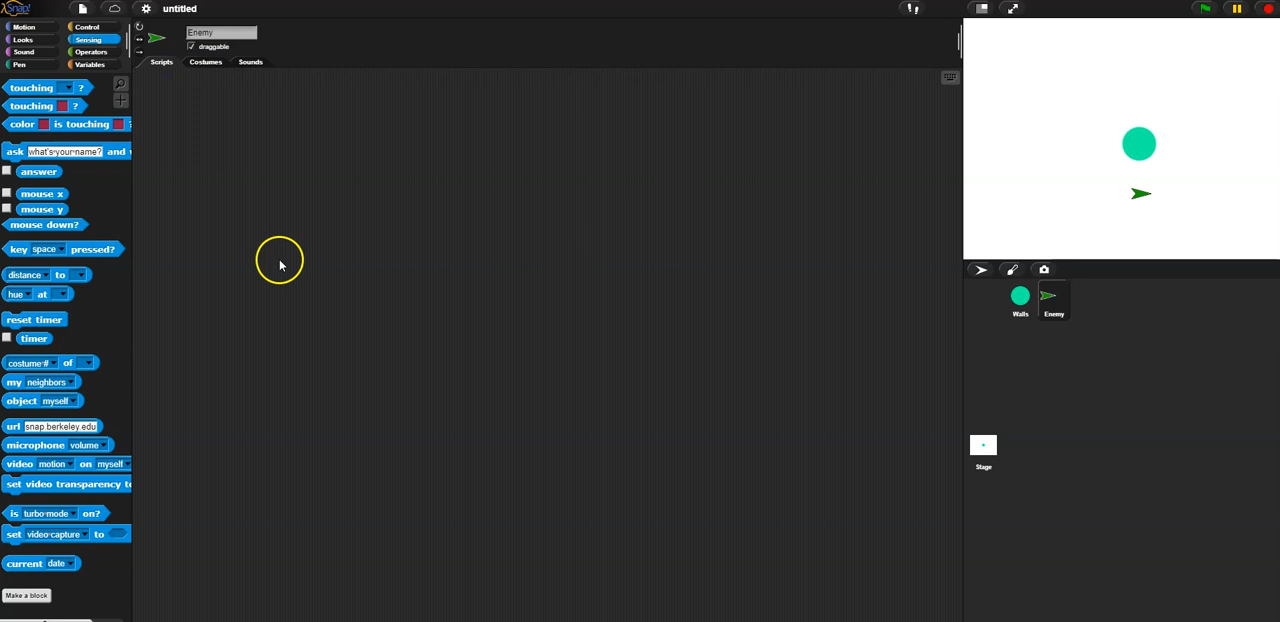 Snap!
untitled
Motion
Control
Looks
Sensing
Sound
Operators
Pen
Variables
Enemy
draggable
Scripts
Costumes
Sounds
touching ?
touching ?
color is touching ?
ask what's·your·name? and w
answer
mouse x
mouse y
mouse down?
key space pressed?
distance to
hue at
reset timer
timer
costume·# of
my neighbors
object myself
url snap.berkeley.edu
microphone volume
video motion on myself
set video transparency to
is turbo·mode on?
set video·capture to
current date
Make a block
Walls
Enemy
Stage